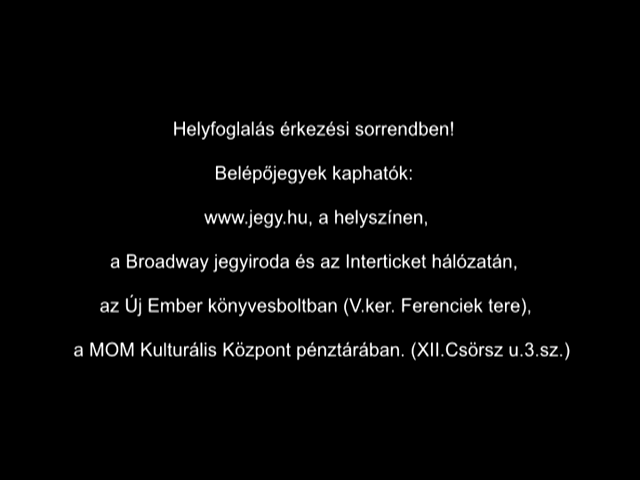 Helyfoglalás érkezési sorrendben!
Belépőjegyek kaphatók:
www.jegy.hu, a helyszínen,
a Broadway jegyiroda és az Interticket hálózatán,
az Új Ember könyvesboltban (V.ker. Ferenciek tere),
a MOM Kulturális Központ pénztárában. (XII.Csörsz u.3.sz.)